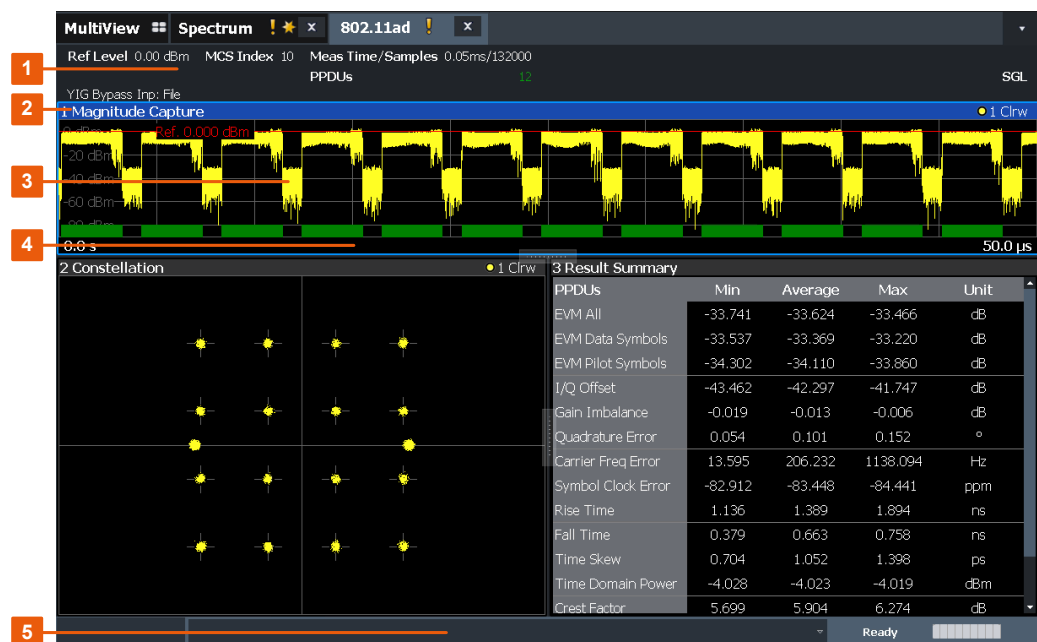 MultiView Spectrum ! x 802.11ad ! x
1 Ref Level 0.00 dBm MCS Index 10 Meas Time/Samples 0.05ms/132000
PPDUs 12 SGL
YIG Bypass Inp: File
2 1 Magnitude Capture 1 Clrw
0 dBm Ref. 0.000 dBm
-20 dBm
3 -40 dBm
-60 dBm
-80 dBm
4 0.0 s 50.0 µs
2 Constellation 1 Clrw
3 Result Summary
PPDUs Min Average Max Unit
EVM All -33.741 -33.624 -33.466 dB
EVM Data Symbols -33.537 -33.369 -33.220 dB
EVM Pilot Symbols -34.302 -34.110 -33.860 dB
I/Q Offset -43.462 -42.297 -41.747 dB
Gain Imbalance -0.019 -0.013 -0.006 dB
Quadrature Error 0.054 0.101 0.152 °
Carrier Freq Error 13.595 206.232 1138.094 Hz
Symbol Clock Error -82.912 -83.448 -84.441 ppm
Rise Time 1.136 1.389 1.894 ns
Fall Time 0.379 0.663 0.758 ns
Time Skew 0.704 1.052 1.398 ps
Time Domain Power -4.028 -4.023 -4.019 dBm
Crest Factor 5.699 5.904 6.274 dB
5 Ready